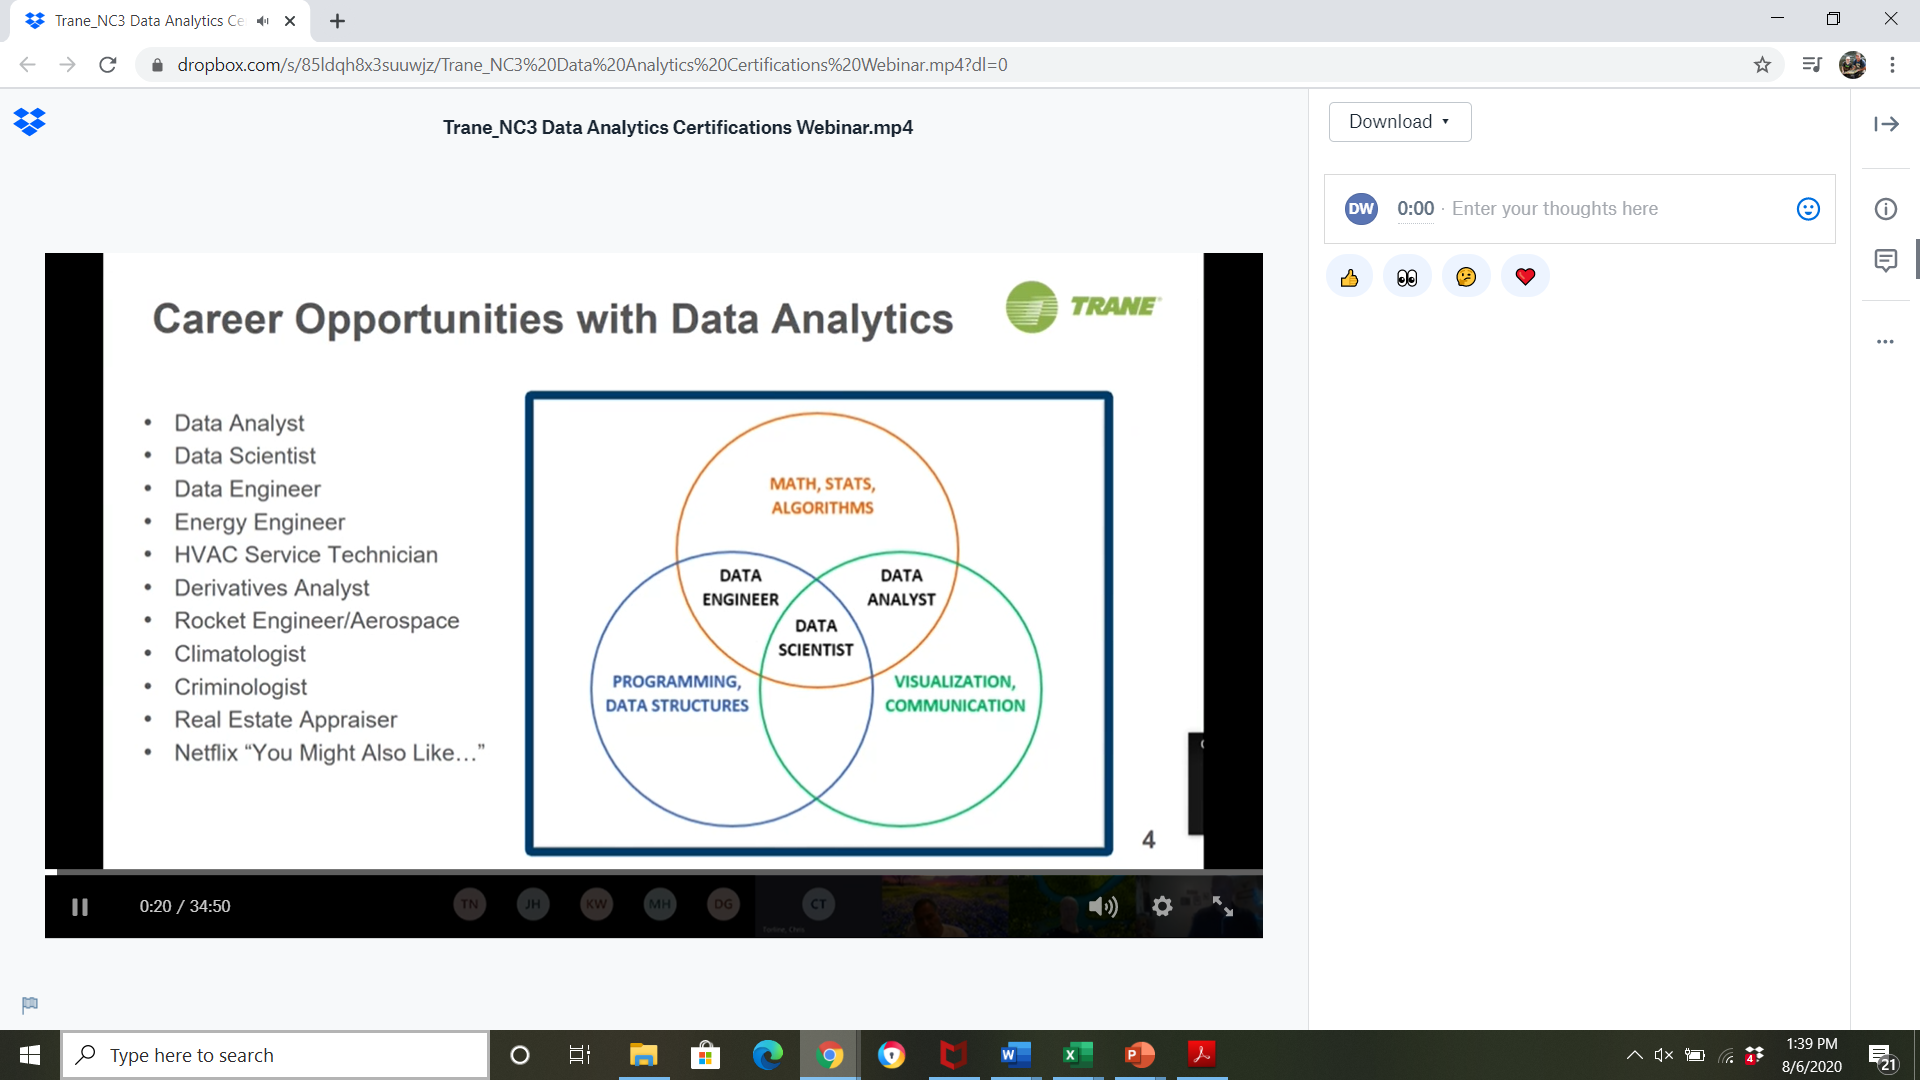 Trane_NC3 Data Analytics Ce
dropbox.com/s/85ldqh8x3suuwjz/Trane_NC3%20Data%20Analytics%20Certifications%20Webinar.mp4?dl=0
Trane_NC3 Data Analytics Certifications Webinar.mp4
Download
DW 0:00 · Enter your thoughts here
Career Opportunities with Data Analytics
TRANE
• Data Analyst
• Data Scientist
• Data Engineer
• Energy Engineer
• HVAC Service Technician
• Derivatives Analyst
• Rocket Engineer/Aerospace
• Climatologist
• Criminologist
• Real Estate Appraiser
• Netflix “You Might Also Like…”
MATH, STATS,
ALGORITHMS
DATA
ENGINEER
DATA
ANALYST
DATA
SCIENTIST
PROGRAMMING,
DATA STRUCTURES
VISUALIZATION,
COMMUNICATION
4
0:20 / 34:50
TN JH KW MH DG CT
Type here to search
1:39 PM
8/6/2020
21